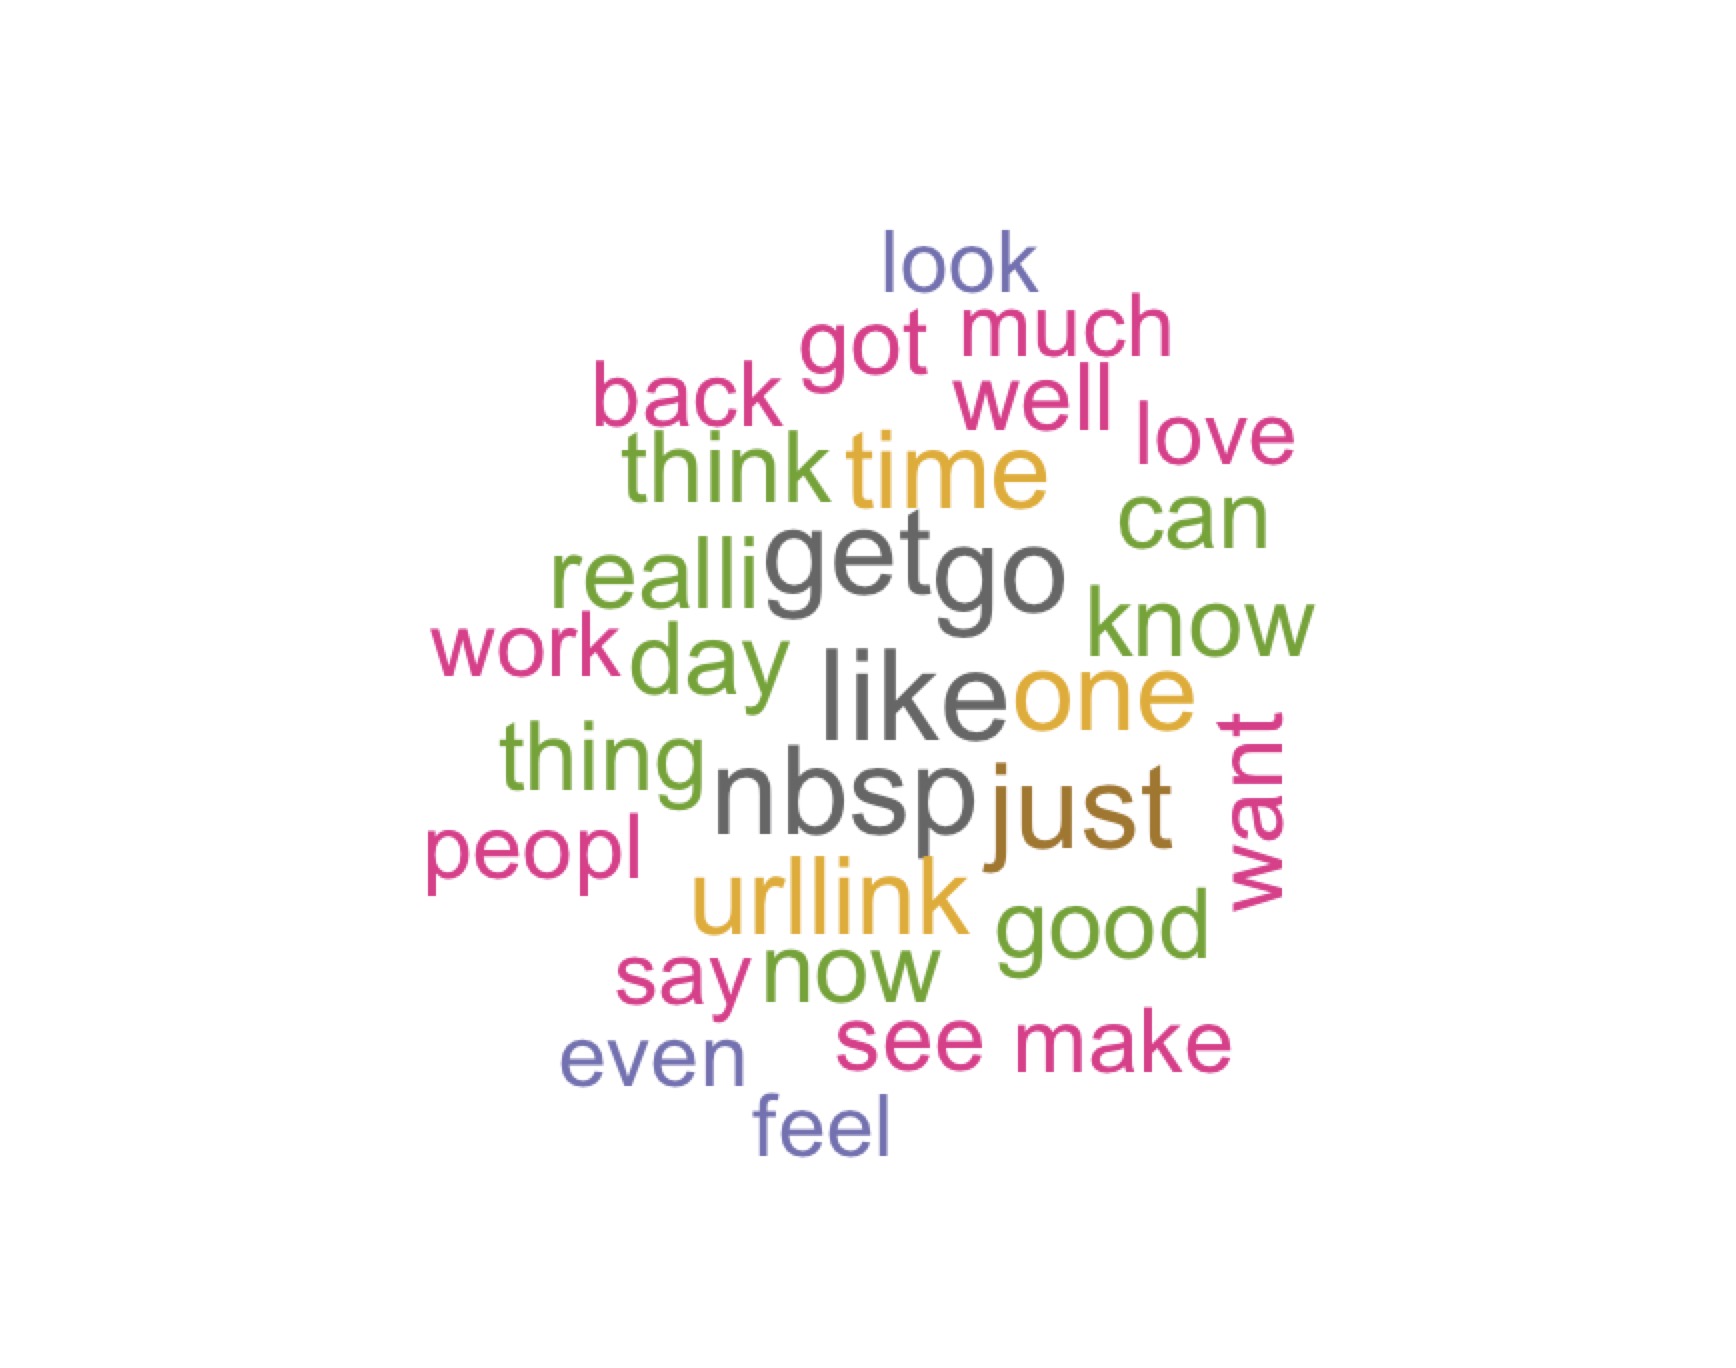 look
got much
back well
love
think time
can
realli get go
know
work day
like one
thing
want
nbsp just
peopl
urllink
good
say now
see make
even
feel